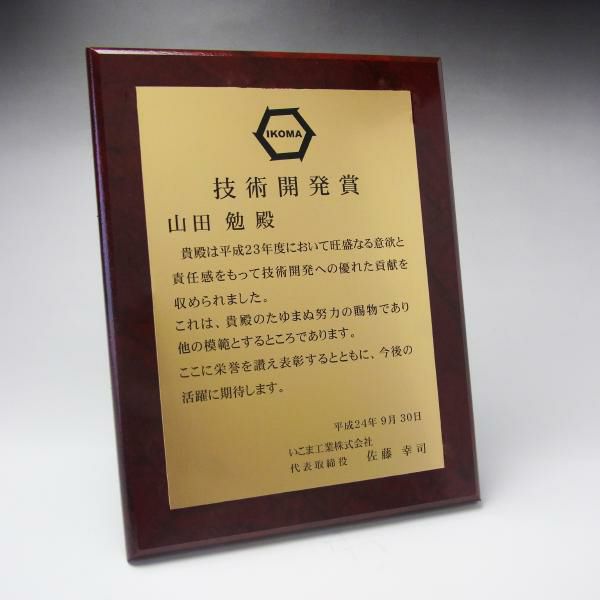 IKOMA
技術開発賞
山田 勉 殿
貴殿は平成23年度において旺盛なる意欲と
責任感をもって技術開発への優れた貢献を
収められました。
これは、貴殿のたゆまぬ努力の賜物であり
他の模範とするところであります。
ここに栄誉を讃え表彰するとともに、今後の
活躍に期待します。
平成24年 9月 30日
いこま工業株式会社
代表取締役 佐藤 幸司